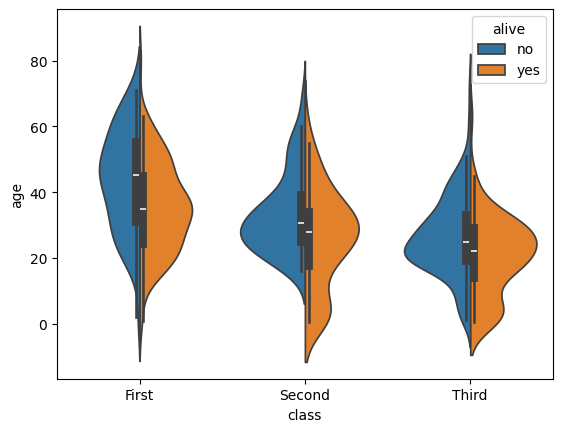 alive
no
yes
80
60
40
20
0
age
First Second Third
class